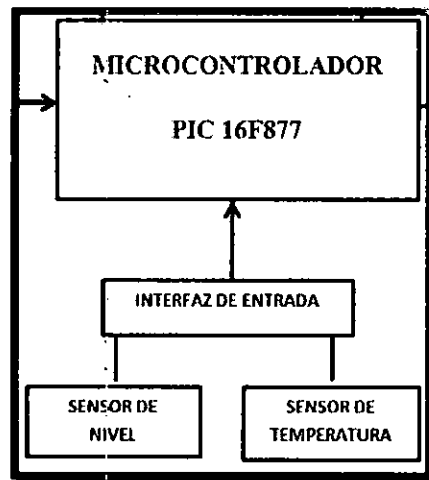 MICROCONTROLADOR
PIC 16F877
INTERFAZ DE ENTRADA
SENSOR DE
NIVEL
SENSOR DE
TEMPERATURA